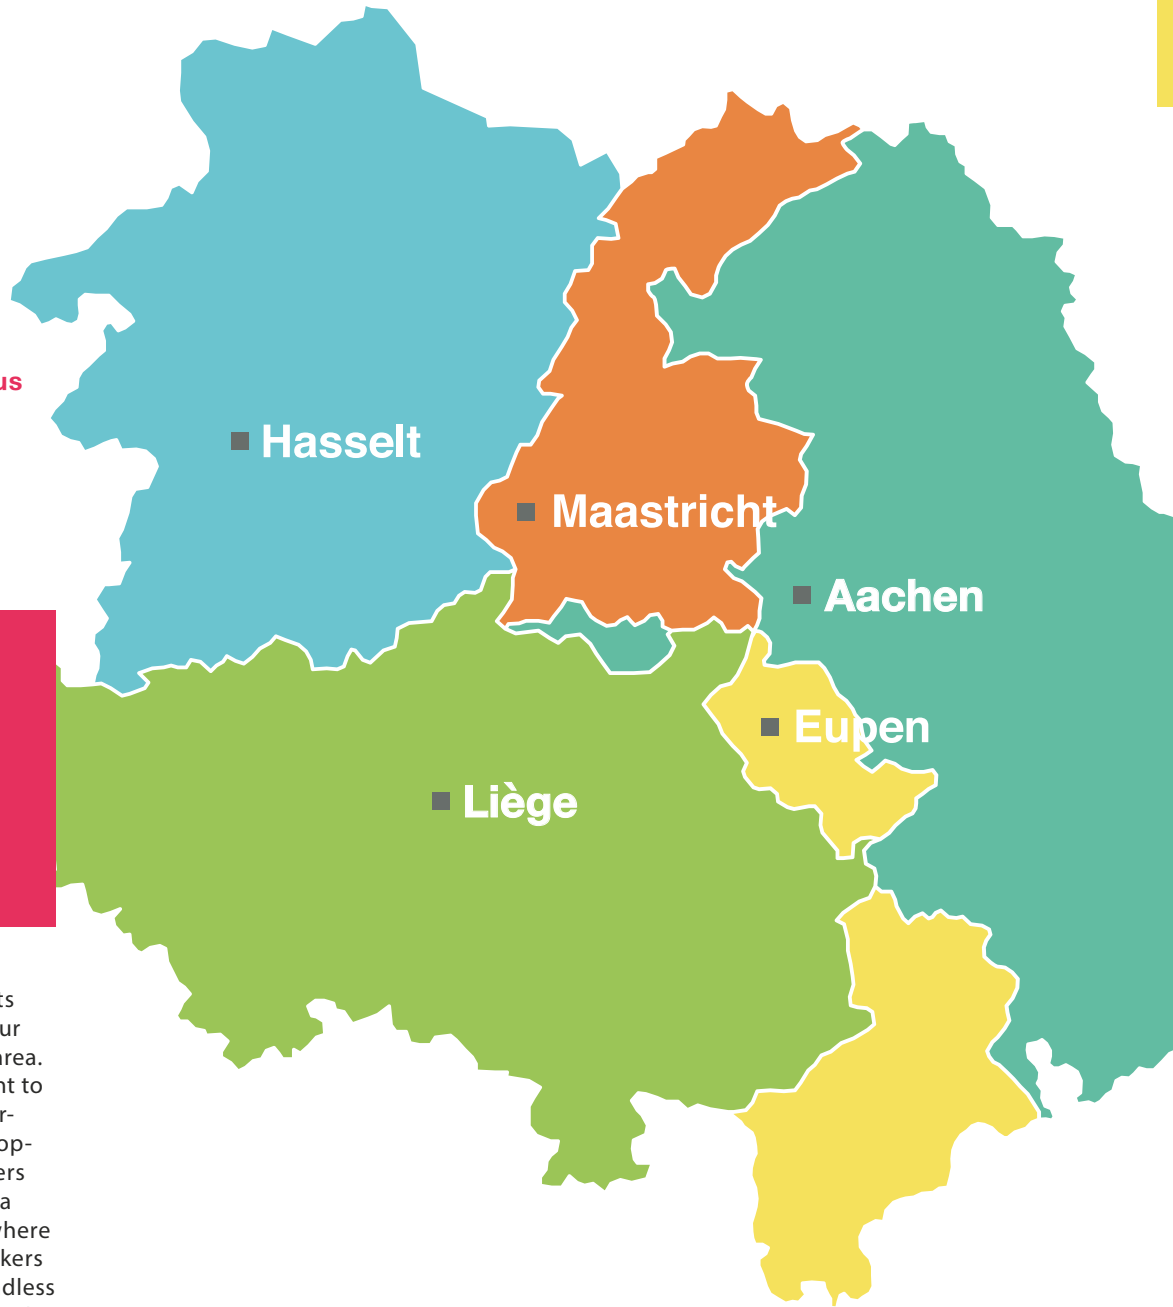 us
Hasselt
Maastricht
Aachen
Eupen
Liège
ts
ur
area.
nt to
r-
op-
ers
a
where
kers
dless